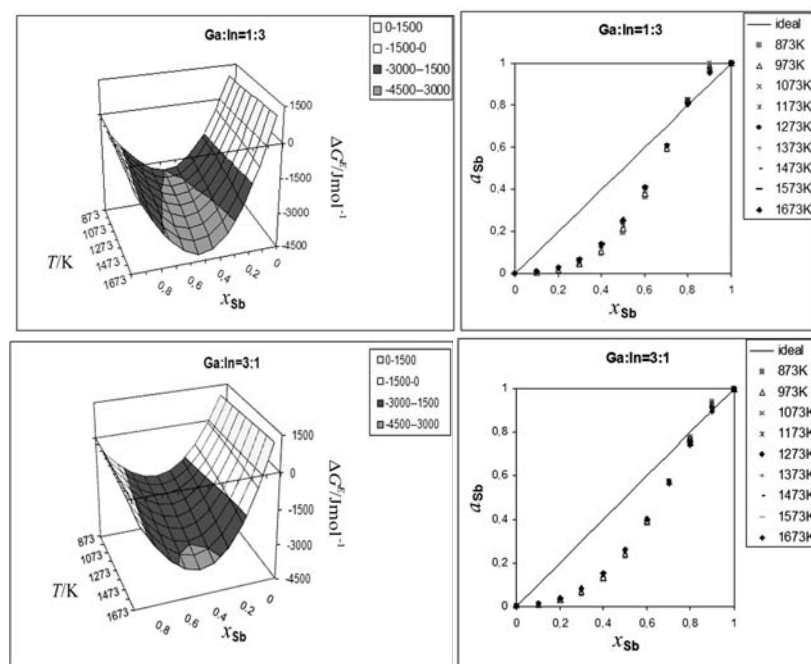 Ga:In=1:3
0-1500
-1500-0
-3000--1500
-4500--3000
1500
0
-1500
-3000
-4500
ΔG^E/Jmol⁻¹
873
1073
1273
1473
1673
T/K
0,8
0,6
0,4
0,2
0
x_Sb
Ga:In=1:3
1
0,8
0,6
0,4
0,2
0
a_Sb
0
0,2
0,4
0,6
0,8
1
x_Sb
ideal
873K
973K
1073K
1173K
1273K
1373K
1473K
1573K
1673K
Ga:In=3:1
0-1500
-1500-0
-3000--1500
-4500--3000
1500
0
-1500
-3000
-4500
ΔG^E/Jmol⁻¹
873
1073
1273
1473
1673
T/K
0,8
0,6
0,4
0,2
0
x_Sb
Ga:In=3:1
1
0,8
0,6
0,4
0,2
0
a_Sb
0
0,2
0,4
0,6
0,8
1
x_Sb
ideal
873K
973K
1073K
1173K
1273K
1373K
1473K
1573K
1673K